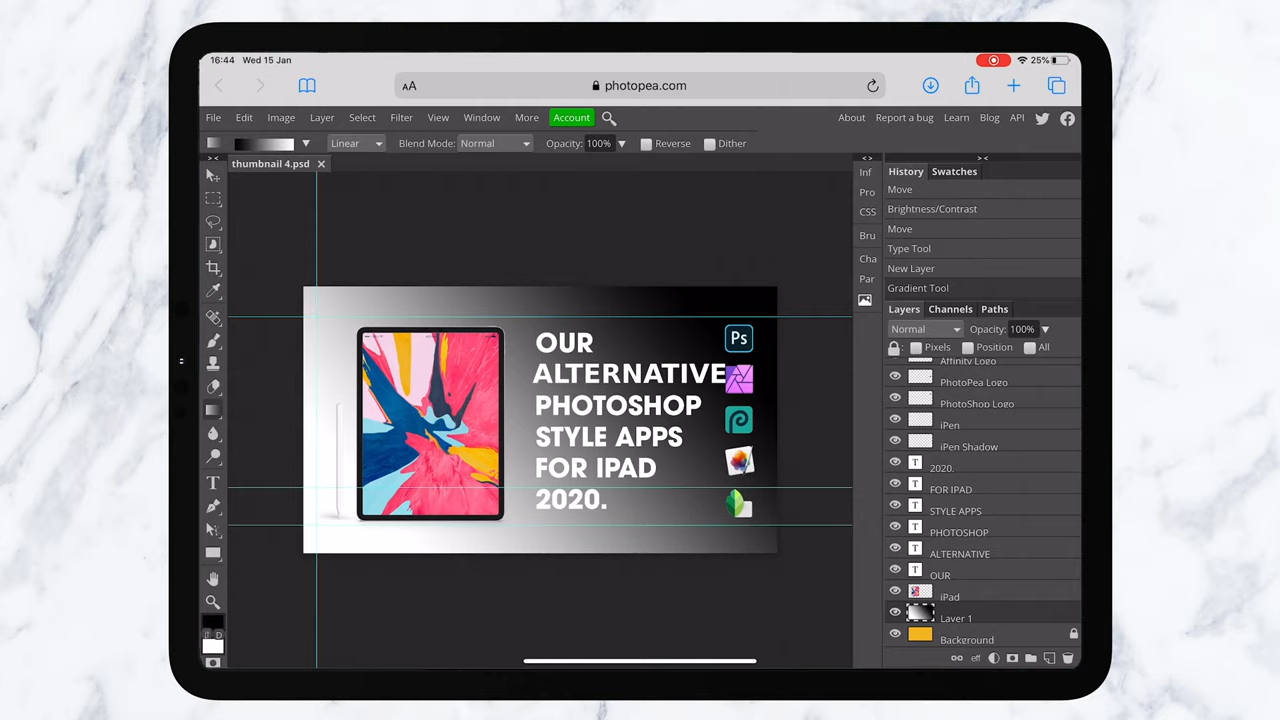 16:44 Wed 15 Jan
25%
AA photopea.com
File Edit Image Layer Select Filter View Window More Account
About Report a bug Learn Blog API
Linear Blend Mode: Normal Opacity: 100% Reverse Dither
thumbnail 4.psd
> <
< >
> <
Inf
Pro
CSS
Bru
Cha
Par
History Swatches
Move
Brightness/Contrast
Move
Type Tool
New Layer
Gradient Tool
Layers Channels Paths
Normal Opacity: 100%
Pixels Position All
Affinity Logo
PhotoPea Logo
PhotoShop Logo
iPen
iPen Shadow
T 2020.
T FOR IPAD
T STYLE APPS
T PHOTOSHOP
T ALTERNATIVE
T OUR
iPad
Layer 1
Background
eff
OUR
ALTERNATIVE
PHOTOSHOP
STYLE APPS
FOR IPAD
2020.
Ps
T
D